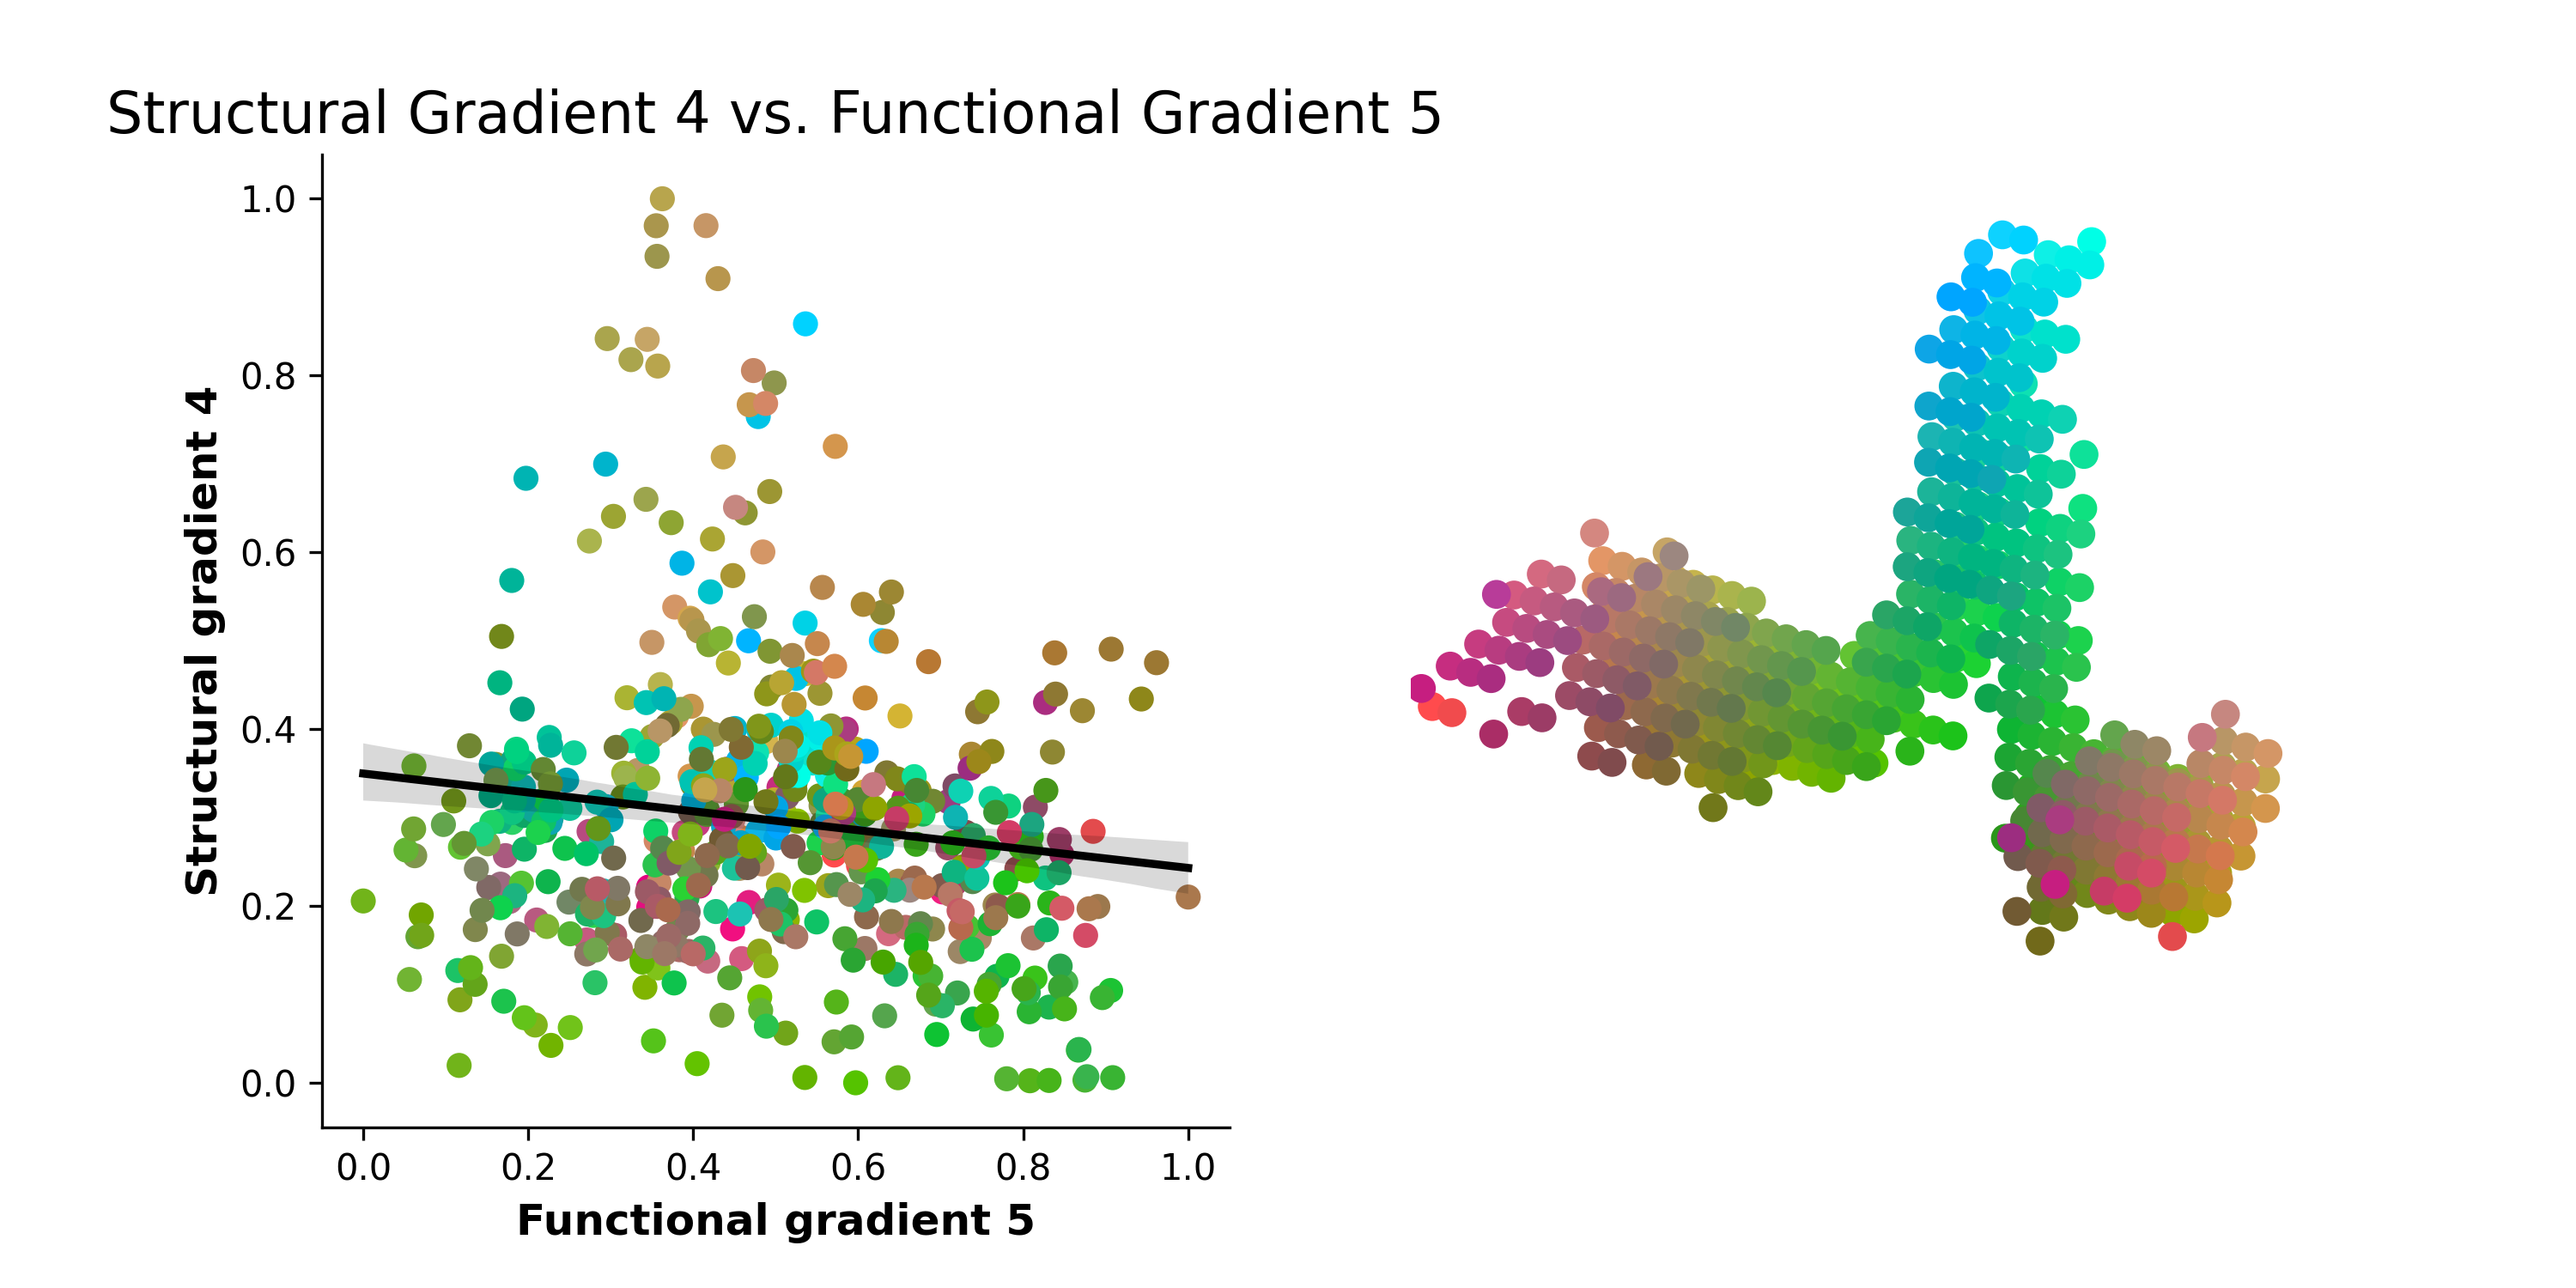 Structural Gradient 4 vs. Functional Gradient 5
Structural gradient 4
1.0
0.8
0.6
0.4
0.2
0.0
0.0 0.2 0.4 0.6 0.8 1.0
Functional gradient 5